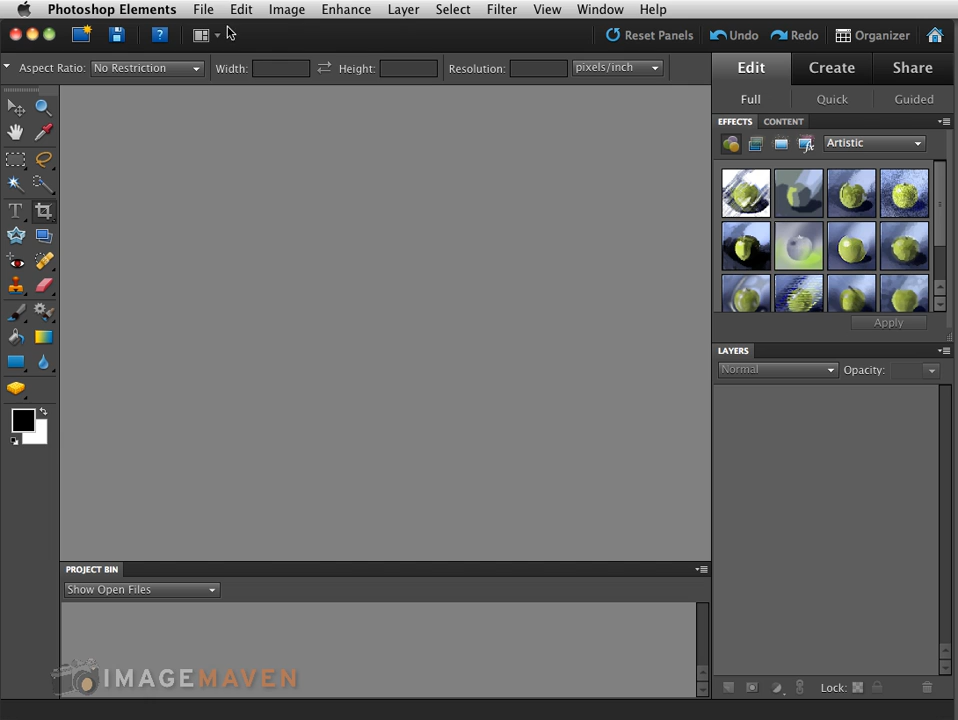 Photoshop Elements File Edit Image Enhance Layer Select Filter View Window Help
Reset Panels Undo Redo Organizer
Aspect Ratio: No Restriction Width: Height: Resolution: pixels/inch
Edit Create Share
Full Quick Guided
EFFECTS CONTENT
Artistic
Apply
LAYERS
Normal Opacity:
PROJECT BIN
Show Open Files
IMAGEMAVEN
Lock: